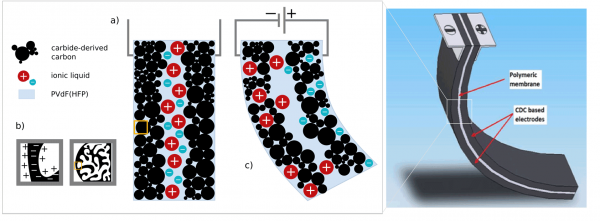 a)
carbide-derived
carbon
ionic liquid
PVdF(HFP)
b)
c)
− +
Polymeric
membrane
CDC based
electrodes